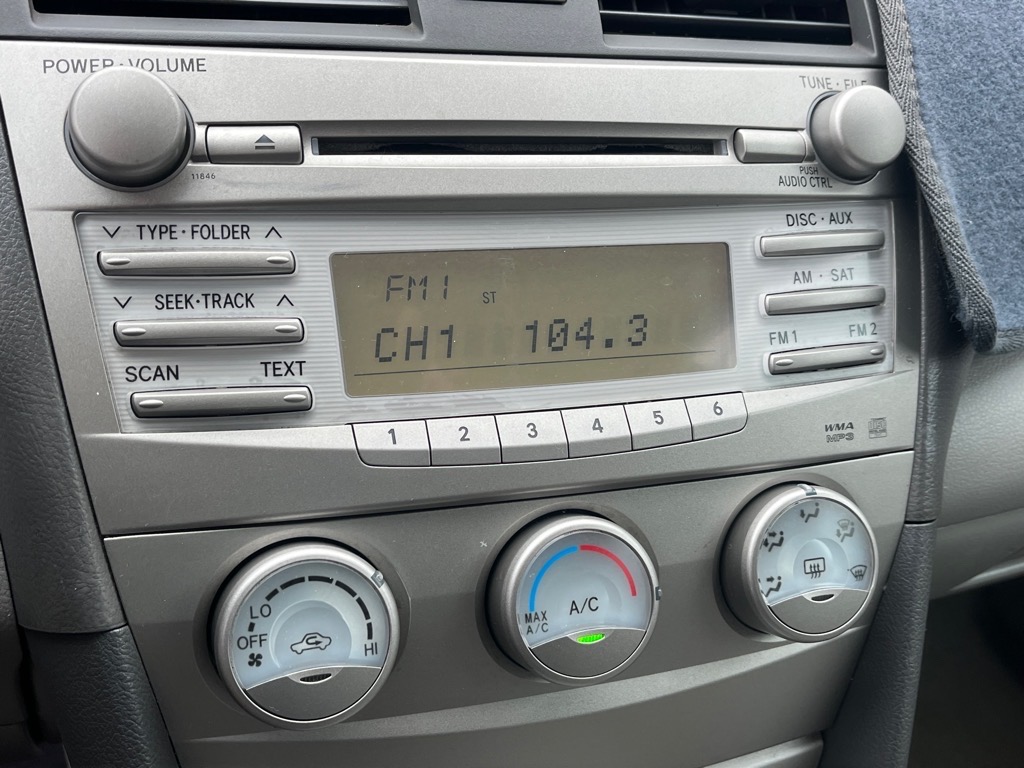 POWER · VOLUME
TUNE · FILE
11846
PUSH
AUDIO CTRL
TYPE · FOLDER
DISC · AUX
FM1
ST
AM · SAT
SEEK · TRACK
CH1 104.3
FM1 FM2
SCAN TEXT
1 2 3 4 5 6
WMA
MP3
LO
OFF
HI
MAX
A/C
A/C